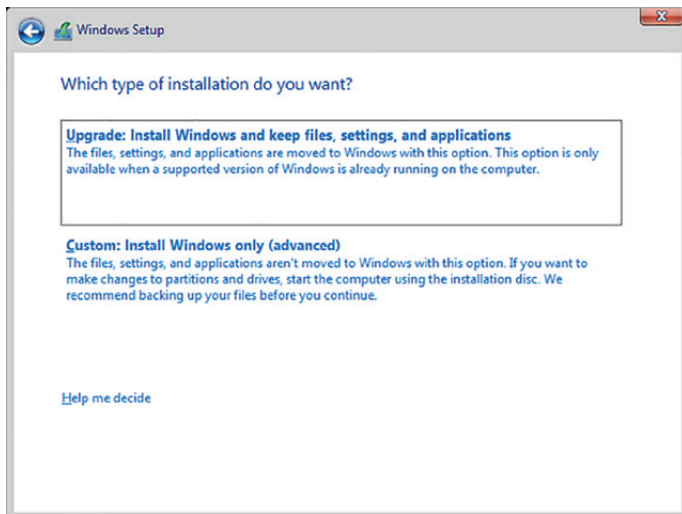 Windows Setup
Which type of installation do you want?
Upgrade: Install Windows and keep files, settings, and applications
The files, settings, and applications are moved to Windows with this option. This option is only
available when a supported version of Windows is already running on the computer.
Custom: Install Windows only (advanced)
The files, settings, and applications aren't moved to Windows with this option. If you want to
make changes to partitions and drives, start the computer using the installation disc. We
recommend backing up your files before you continue.
Help me decide